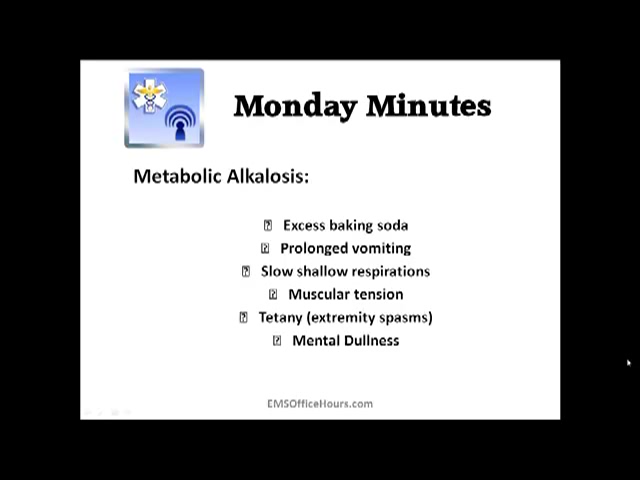 Monday Minutes
Metabolic Alkalosis:
Excess baking soda
Prolonged vomiting
Slow shallow respirations
Muscular tension
Tetany (extremity spasms)
Mental Dullness
EMSOfficeHours.com